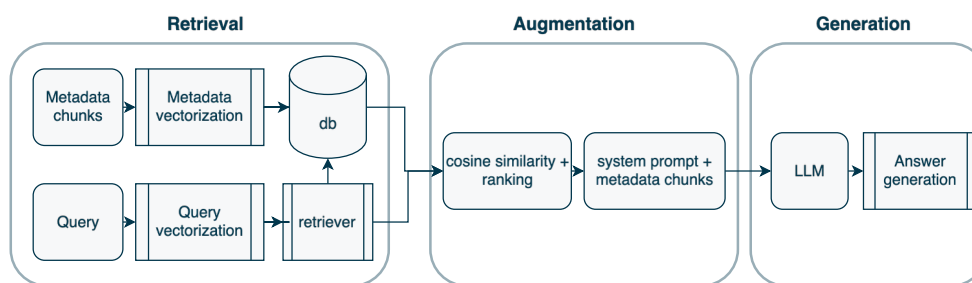 Retrieval
Augmentation
Generation
Metadata
chunks
Metadata
vectorization
db
cosine similarity +
ranking
system prompt +
metadata chunks
LLM
Answer
generation
Query
Query
vectorization
retriever